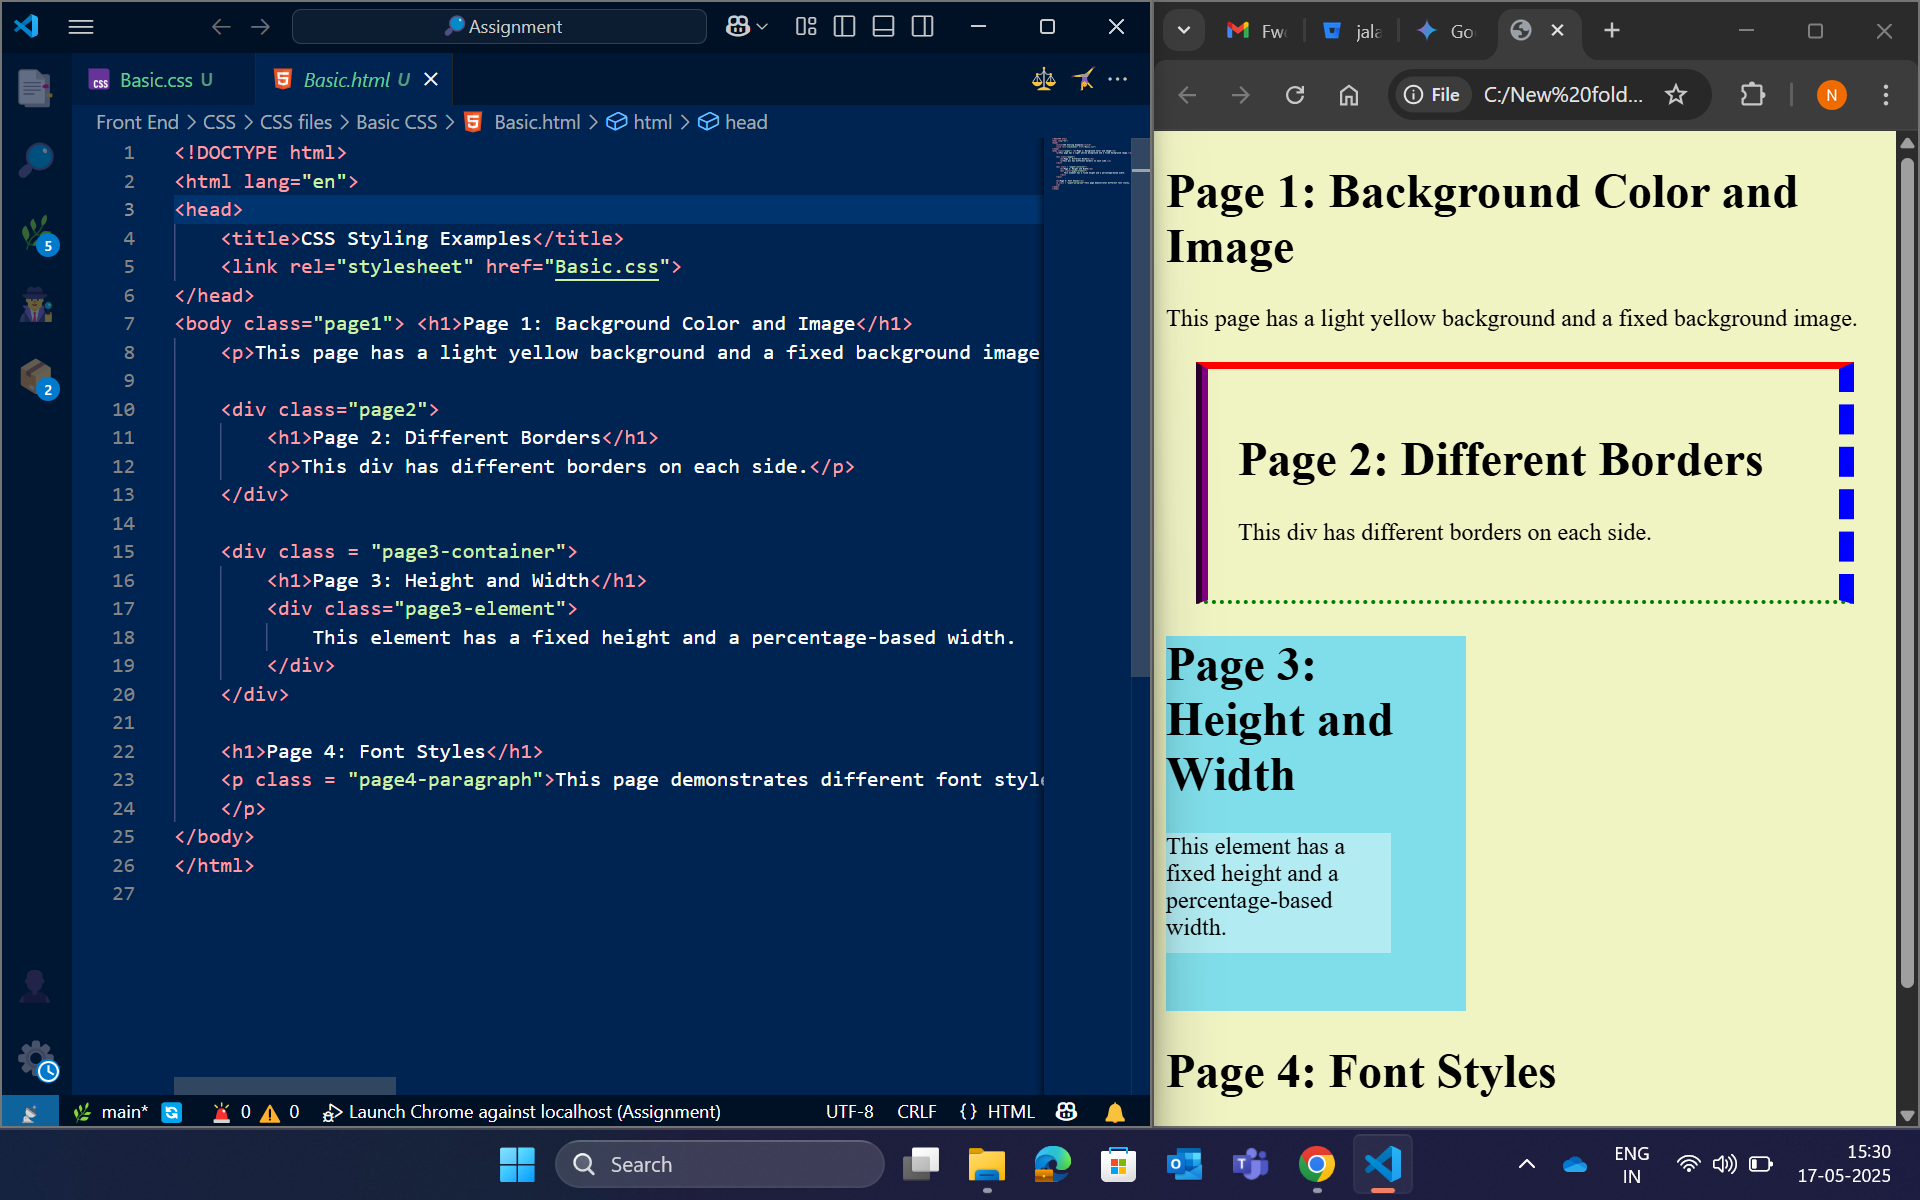 Assignment
Basic.css U
Basic.html U
Front End > CSS > CSS files > Basic CSS > Basic.html > html > head
1 <!DOCTYPE html>
2 <html lang="en">
3 <head>
4 <title>CSS Styling Examples</title>
5 <link rel="stylesheet" href="Basic.css">
6 </head>
7 <body class="page1"> <h1>Page 1: Background Color and Image</h1>
8 <p>This page has a light yellow background and a fixed background image
9
10 <div class="page2">
11 <h1>Page 2: Different Borders</h1>
12 <p>This div has different borders on each side.</p>
13 </div>
14
15 <div class = "page3-container">
16 <h1>Page 3: Height and Width</h1>
17 <div class="page3-element">
18 This element has a fixed height and a percentage-based width.
19 </div>
20 </div>
21
22 <h1>Page 4: Font Styles</h1>
23 <p class = "page4-paragraph">This page demonstrates different font style
24 </p>
25 </body>
26 </html>
27
5
2
main* 0 0 Launch Chrome against localhost (Assignment) UTF-8 CRLF {} HTML
Fw jala Go
File C:/New%20fold... N
Page 1: Background Color and
Image
This page has a light yellow background and a fixed background image.
Page 2: Different Borders
This div has different borders on each side.
Page 3:
Height and
Width
This element has a
fixed height and a
percentage-based
width.
Page 4: Font Styles
Search
ENG
IN
15:30
17-05-2025